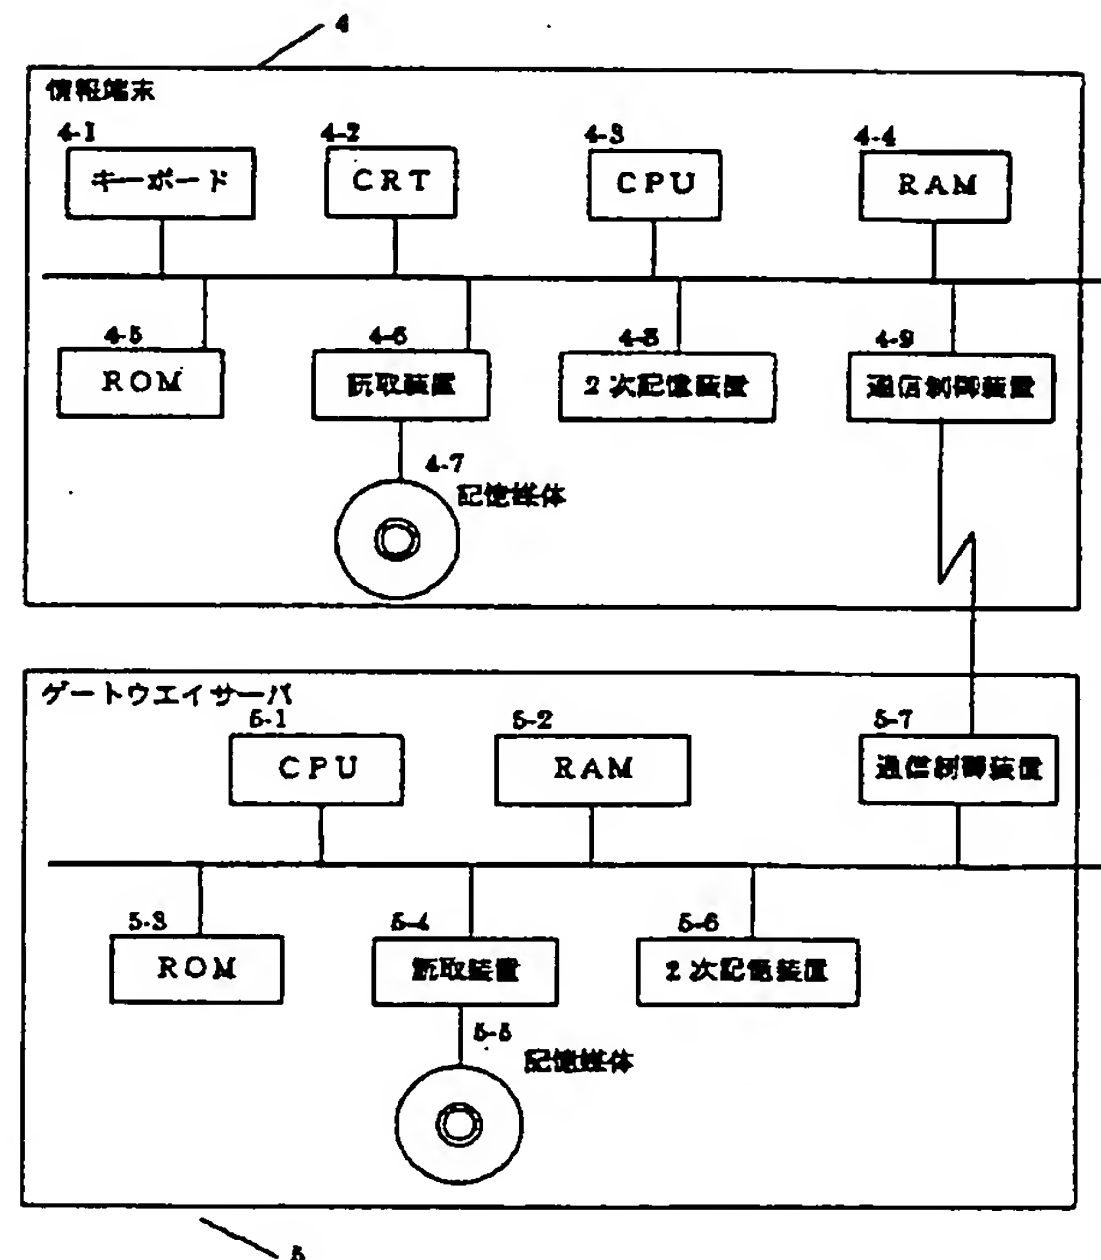 4
情報端末
4-1
キーボード
4-2
CRT
4-3
CPU
4-4
RAM
4-5
ROM
4-6
読取装置
4-8
2次記憶装置
4-9
通信制御装置
4-7
記憶媒体
ゲートウエイサーバ
5-1
CPU
5-2
RAM
5-7
通信制御装置
5-3
ROM
5-4
読取装置
5-6
2次記憶装置
5-5
記憶媒体
5